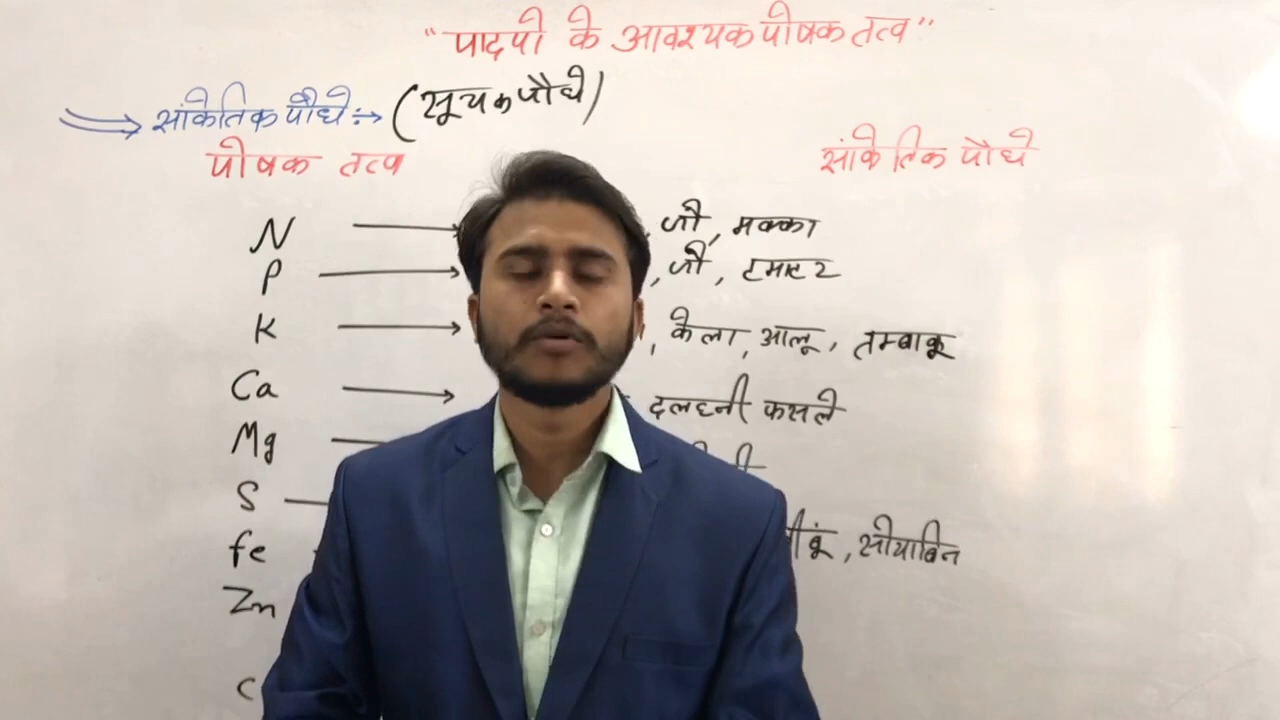 "पादपो के आवश्यक पोषक तत्व"
⇒ सांकेतिक पौधे :→ (सूचक पौधे)
पोषक तत्व सांकेतिक पौधे
N → , जौ, मक्का
P → , जौ, टमाटर
K → , केला, आलू, तम्बाकू
Ca → दलहनी फसले
Mg
S
fe , सोयाबिन
Zn